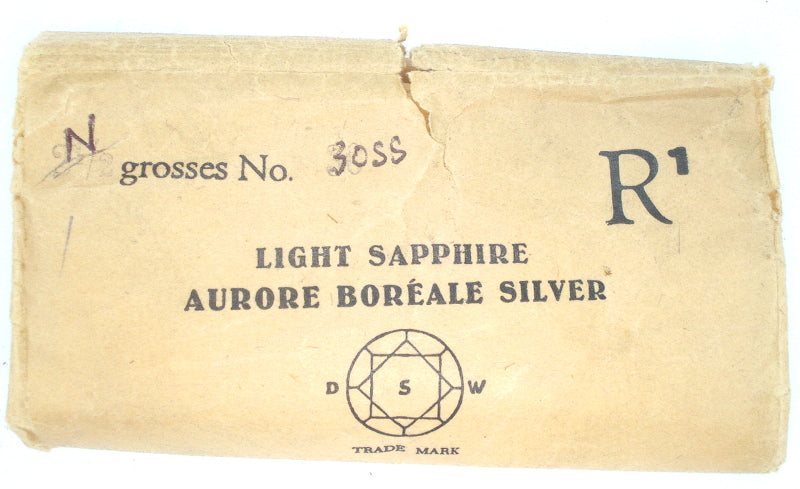 N grosses No. 30SS
R¹
LIGHT SAPPHIRE
AURORE BORÉALE SILVER
D S W
TRADE MARK